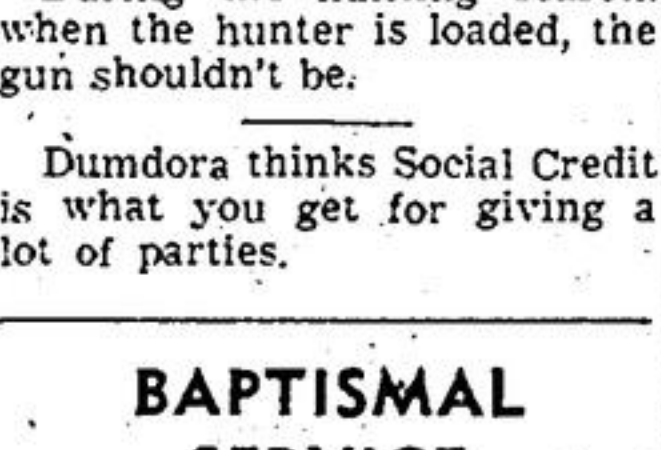 when the hunter is loaded, the
gun shouldn't be.
Dumdora thinks Social Credit
is what you get for giving a
lot of parties.
BAPTISMAL